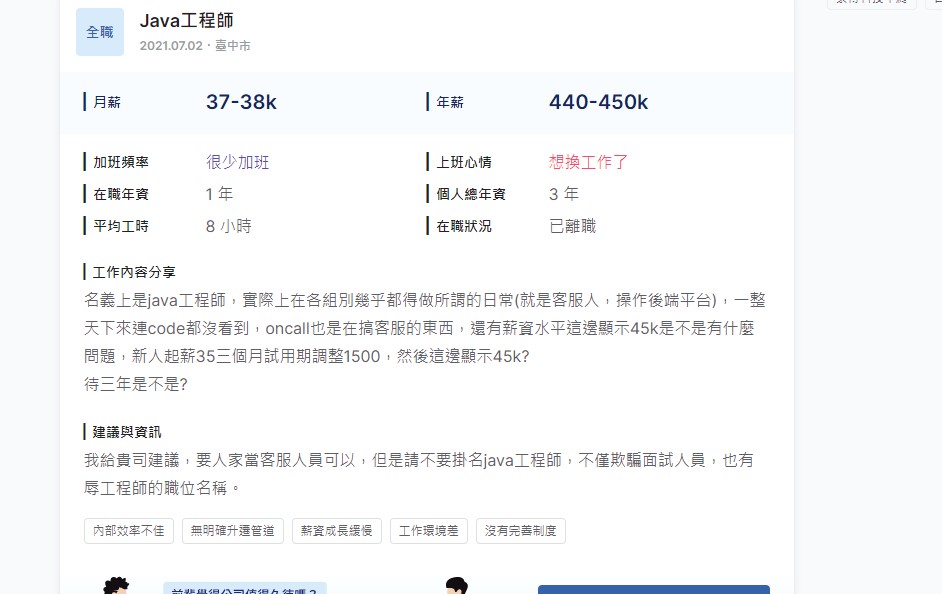 全職
Java工程師
2021.07.02・臺中市
月薪
37-38k
年薪
440-450k
加班頻率
很少加班
上班心情
想換工作了
在職年資
1 年
個人總年資
3 年
平均工時
8 小時
在職狀況
已離職
工作內容分享
名義上是java工程師，實際上在各組別幾乎都得做所謂的日常(就是客服人，操作後端平台)，一整
天下來連code都沒看到，oncall也是在搞客服的東西，還有薪資水平這邊顯示45k是不是有什麼
問題，新人起薪35三個月試用期調整1500，然後這邊顯示45k?
待三年是不是?
建議與資訊
我給貴司建議，要人家當客服人員可以，但是請不要掛名java工程師，不僅欺騙面試人員，也有
辱工程師的職位名稱。
內部效率不佳
無明確升遷管道
薪資成長緩慢
工作環境差
沒有完善制度